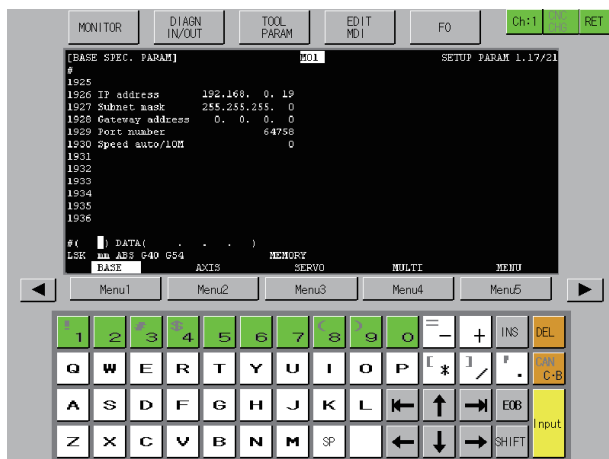 MONITOR
DIAGN
IN/OUT
TOOL
PARAM
EDIT
MDI
FO
Ch:1
CNC
CHG
RET
[BASE SPEC. PARAM] M01 SETUP PARAM 1.17/21
#
1925
1926 IP address 192.168. 0. 19
1927 Subnet mask 255.255.255. 0
1928 Gateway address 0. 0. 0. 0
1929 Port number 64758
1930 Speed auto/10M 0
1931
1932
1933
1934
1935
1936
#( ) DATA( . . . )
LSK mm ABS G40 G54 MEMORY
BASE AXIS SERVO MULTI MENU
Menu1 Menu2 Menu3 Menu4 Menu5
! 1 2 # 3 $ 4 5 6 7 ( 8 ) 9 0 = - + INS DEL
Q W E R T Y U I O P [ * ] / " . CAN C·B
A S D F G H J K L EOB Input
Z X C V B N M SP SHIFT